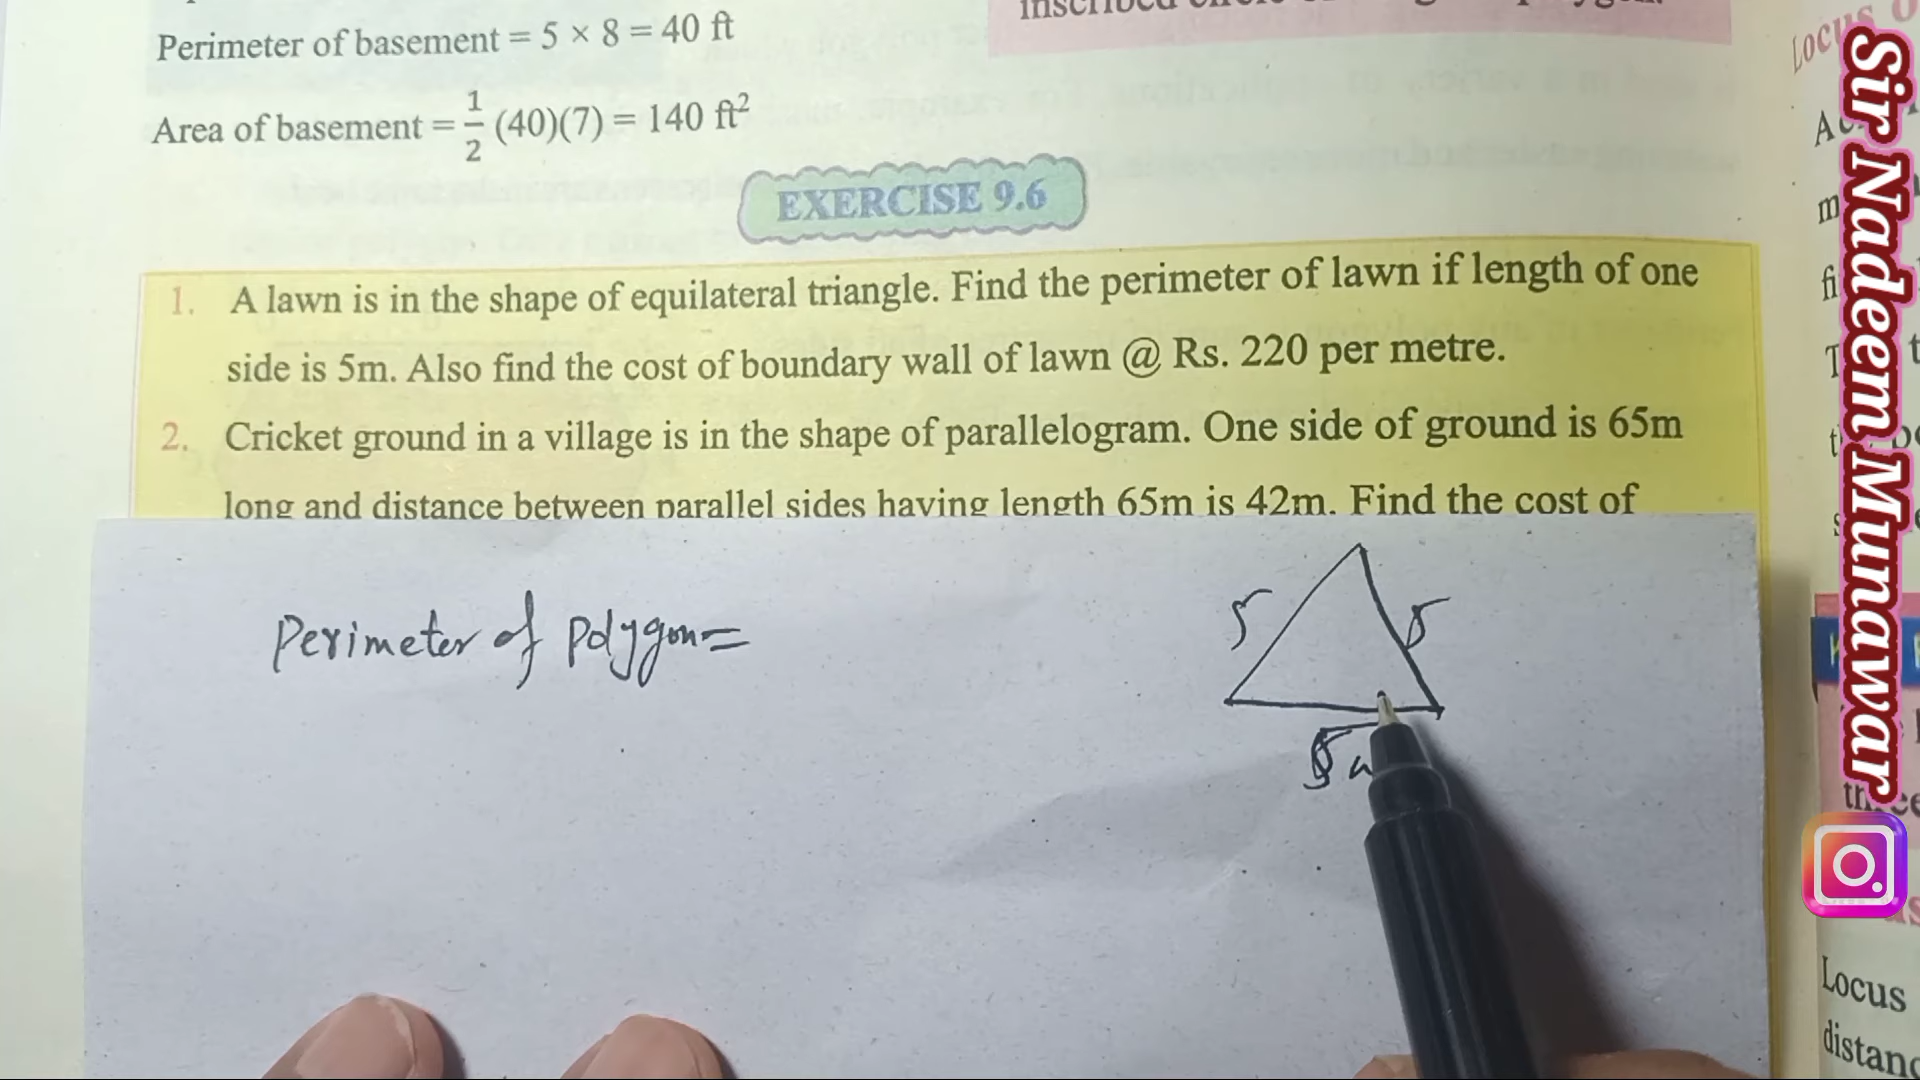 Perimeter of basement = 5 × 8 = 40 ft
Area of basement = 1/2 (40)(7) = 140 ft²
EXERCISE 9.6
1. A lawn is in the shape of equilateral triangle. Find the perimeter of lawn if length of one
side is 5m. Also find the cost of boundary wall of lawn @ Rs. 220 per metre.
2. Cricket ground in a village is in the shape of parallelogram. One side of ground is 65m
long and distance between parallel sides having length 65m is 42m. Find the cost of
Perimeter of polygon=
5
5
5
Sir Nadeem Munawar
Locus